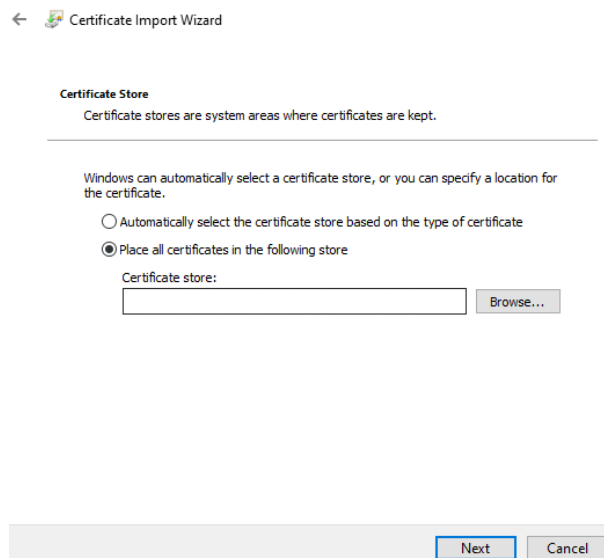 Certificate Import Wizard
Certificate Store
Certificate stores are system areas where certificates are kept.
Windows can automatically select a certificate store, or you can specify a location for
the certificate.
Automatically select the certificate store based on the type of certificate
Place all certificates in the following store
Certificate store:
Browse...
Next
Cancel